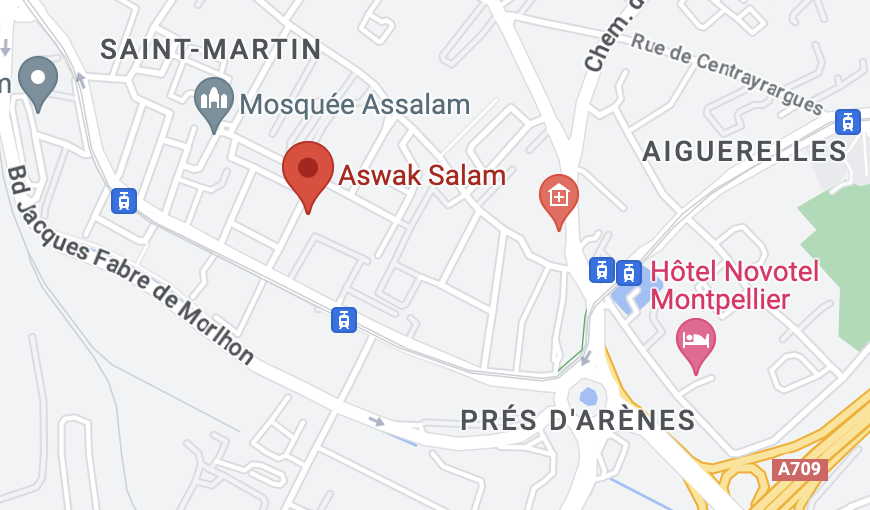 Chem. d
SAINT-MARTIN
Rue de Centrayrargues
m
Mosquée Assalam
AIGUERELLES
Aswak Salam
Bd Jacques Fabre de Morlhon
Hôtel Novotel
Montpellier
PRÉS D'ARÈNES
A709